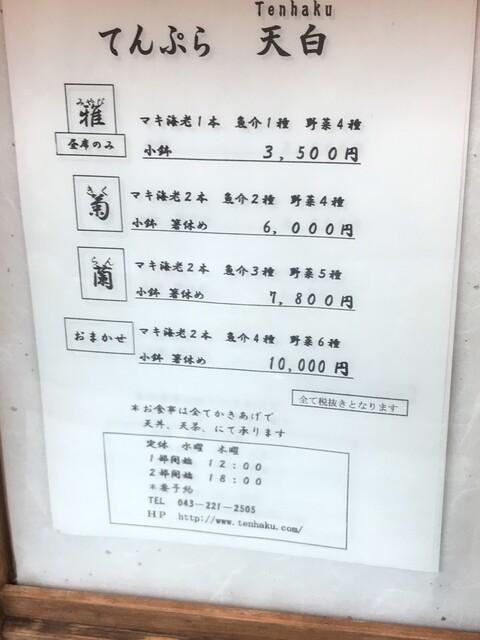 Tenhaku
てんぷら 天白
みやび
雅
マキ海老1本 魚介1種 野菜4種
昼席のみ
小鉢 3,500円
きく
菊
マキ海老2本 魚介2種 野菜4種
小鉢 箸休め 6,000円
らん
蘭
マキ海老2本 魚介3種 野菜5種
小鉢 箸休め 7,800円
おまかせ
マキ海老2本 魚介4種 野菜6種
小鉢 箸休め 10,000円
全て税抜きとなります
*お食事は全てかきあげで
天丼、天茶、にて承ります
定休 水曜 木曜
1部開始 12:00
2部開始 18:00
*要予約
TEL 043-221-2505
HP http://www.tenhaku.com/